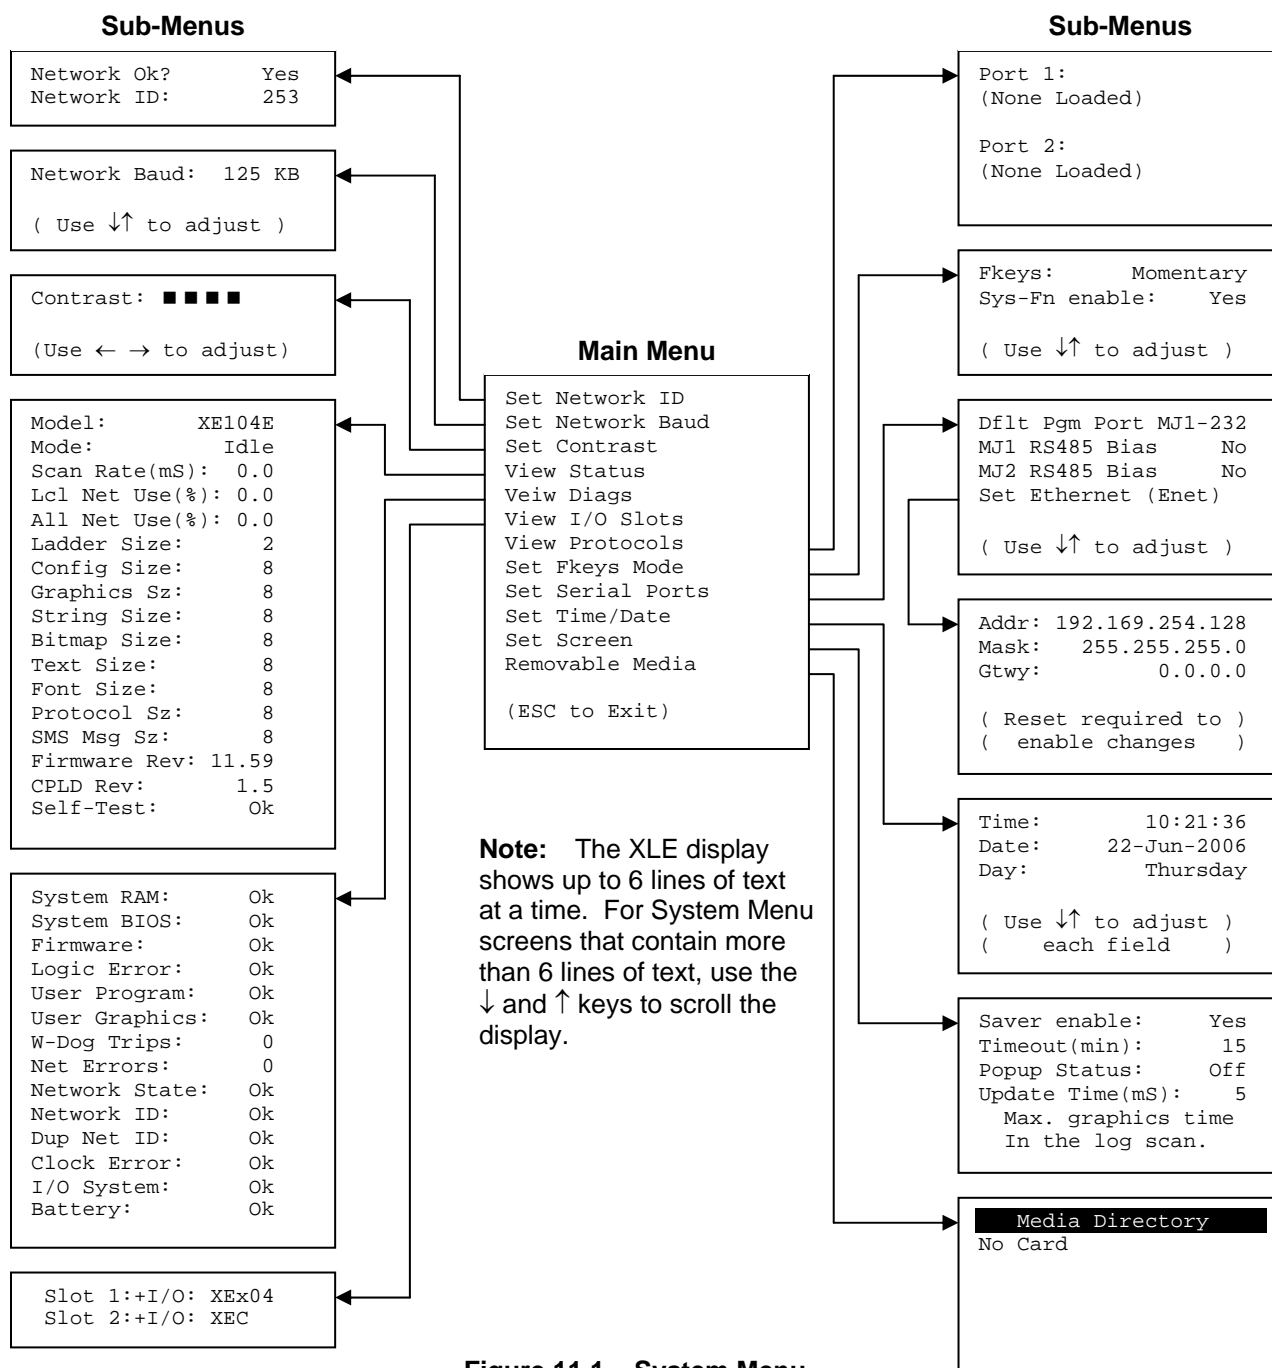 Sub-Menus
Network Ok? Yes
Network ID: 253
Network Baud: 125 KB
( Use ↓↑ to adjust )
Contrast: ■ ■ ■ ■
(Use ← → to adjust)
Model: XE104E
Mode: Idle
Scan Rate(mS): 0.0
Lcl Net Use(%): 0.0
All Net Use(%): 0.0
Ladder Size: 2
Config Size: 8
Graphics Sz: 8
String Size: 8
Bitmap Size: 8
Text Size: 8
Font Size: 8
Protocol Sz: 8
SMS Msg Sz: 8
Firmware Rev: 11.59
CPLD Rev: 1.5
Self-Test: Ok
System RAM: Ok
System BIOS: Ok
Firmware: Ok
Logic Error: Ok
User Program: Ok
User Graphics: Ok
W-Dog Trips: 0
Net Errors: 0
Network State: Ok
Network ID: Ok
Dup Net ID: Ok
Clock Error: Ok
I/O System: Ok
Battery: Ok
Slot 1:+I/O: XEx04
Slot 2:+I/O: XEC
Main Menu
Set Network ID
Set Network Baud
Set Contrast
View Status
Veiw Diags
View I/O Slots
View Protocols
Set Fkeys Mode
Set Serial Ports
Set Time/Date
Set Screen
Removable Media
(ESC to Exit)
Note: The XLE display
shows up to 6 lines of text
at a time. For System Menu
screens that contain more
than 6 lines of text, use the
↓ and ↑ keys to scroll the
display.
Sub-Menus
Port 1:
(None Loaded)
Port 2:
(None Loaded)
Fkeys: Momentary
Sys-Fn enable: Yes
( Use ↓↑ to adjust )
Dflt Pgm Port MJ1-232
MJ1 RS485 Bias No
MJ2 RS485 Bias No
Set Ethernet (Enet)
( Use ↓↑ to adjust )
Addr: 192.169.254.128
Mask: 255.255.255.0
Gtwy: 0.0.0.0
( Reset required to )
( enable changes )
Time: 10:21:36
Date: 22-Jun-2006
Day: Thursday
( Use ↓↑ to adjust )
( each field )
Saver enable: Yes
Timeout(min): 15
Popup Status: Off
Update Time(mS): 5
Max. graphics time
In the log scan.
Media Directory
No Card
Figure 11.1 – System Menu